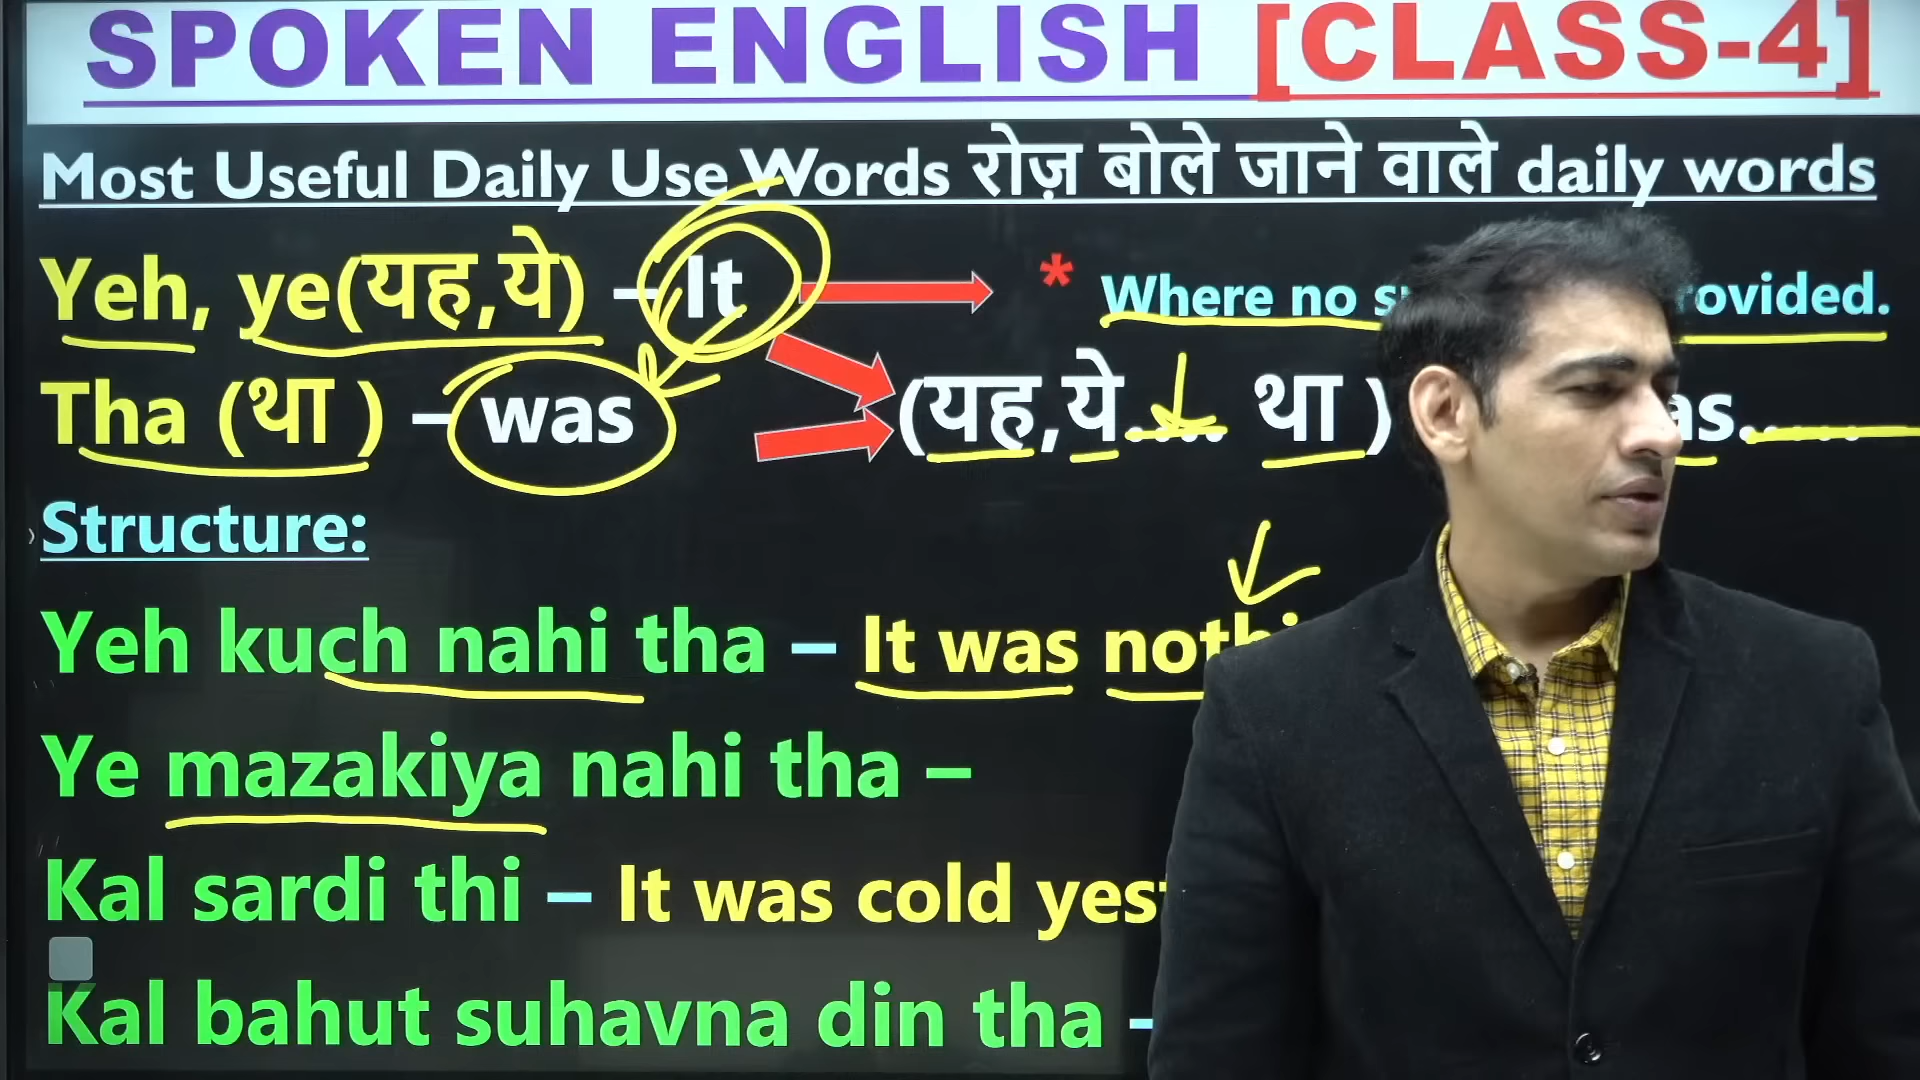 SPOKEN ENGLISH [CLASS-4]
Most Useful Daily Use Words रोज़ बोले जाने वाले daily words
Yeh, ye(यह,ये) – It * Where no
Tha (था ) – was (यह,ये..... था )
Structure:
Yeh kuch nahi tha – It was
Ye mazakiya nahi tha –
Kal sardi thi – It was cold
Kal bahut suhavna din tha –